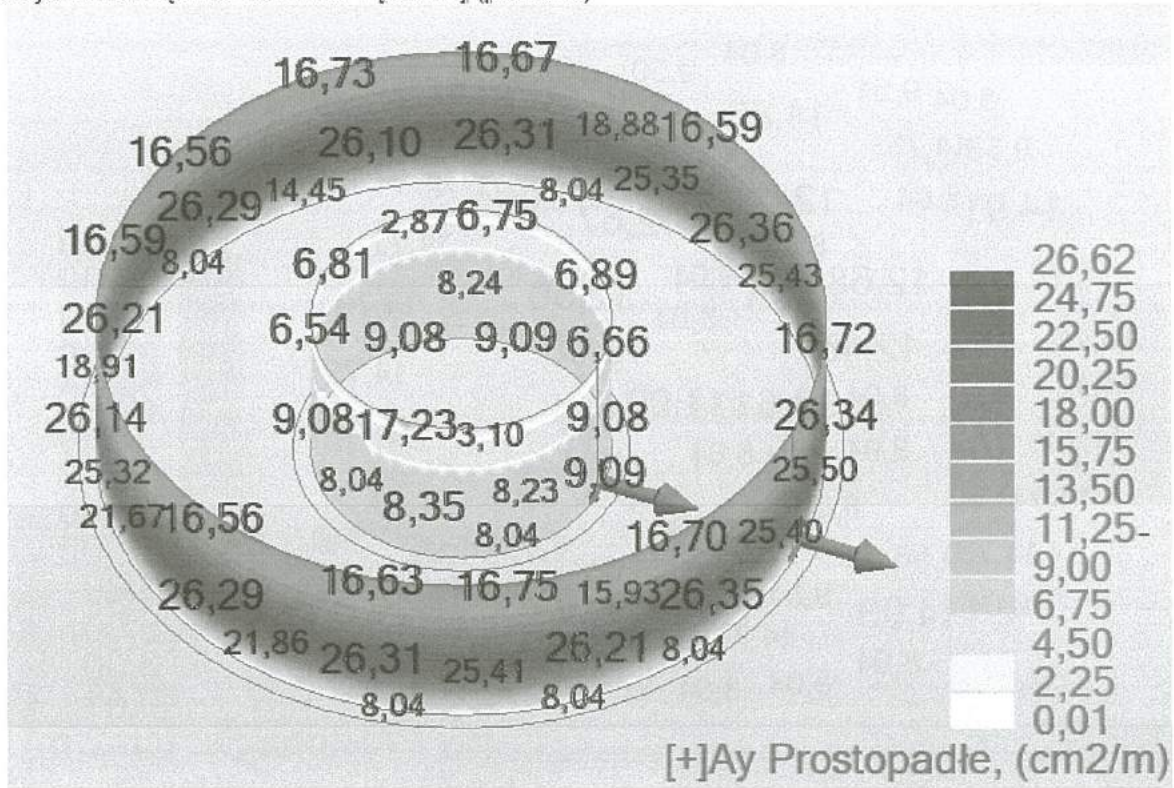 16,73 16,67
16,56 26,10 26,31 18,88 16,59
26,29 14,45 8,04 25,35
16,59 8,04 2,87 6,75 26,36
6,81 8,24 6,89 25,43
26,21 6,54 9,08 9,09 6,66 16,72
18,91
26,14 9,08 17,23 3,10 9,08 26,34
25,32 8,04 8,35 8,23 9,09 25,50
21,67 16,56 8,04 16,70 25,40
26,29 16,63 16,75 15,93 26,35
21,86 26,31 25,41 26,21 8,04
8,04 8,04
26,62
24,75
22,50
20,25
18,00
15,75
13,50
11,25-
9,00
6,75
4,50
2,25
0,01
[+]Ay Prostopadłe, (cm2/m)